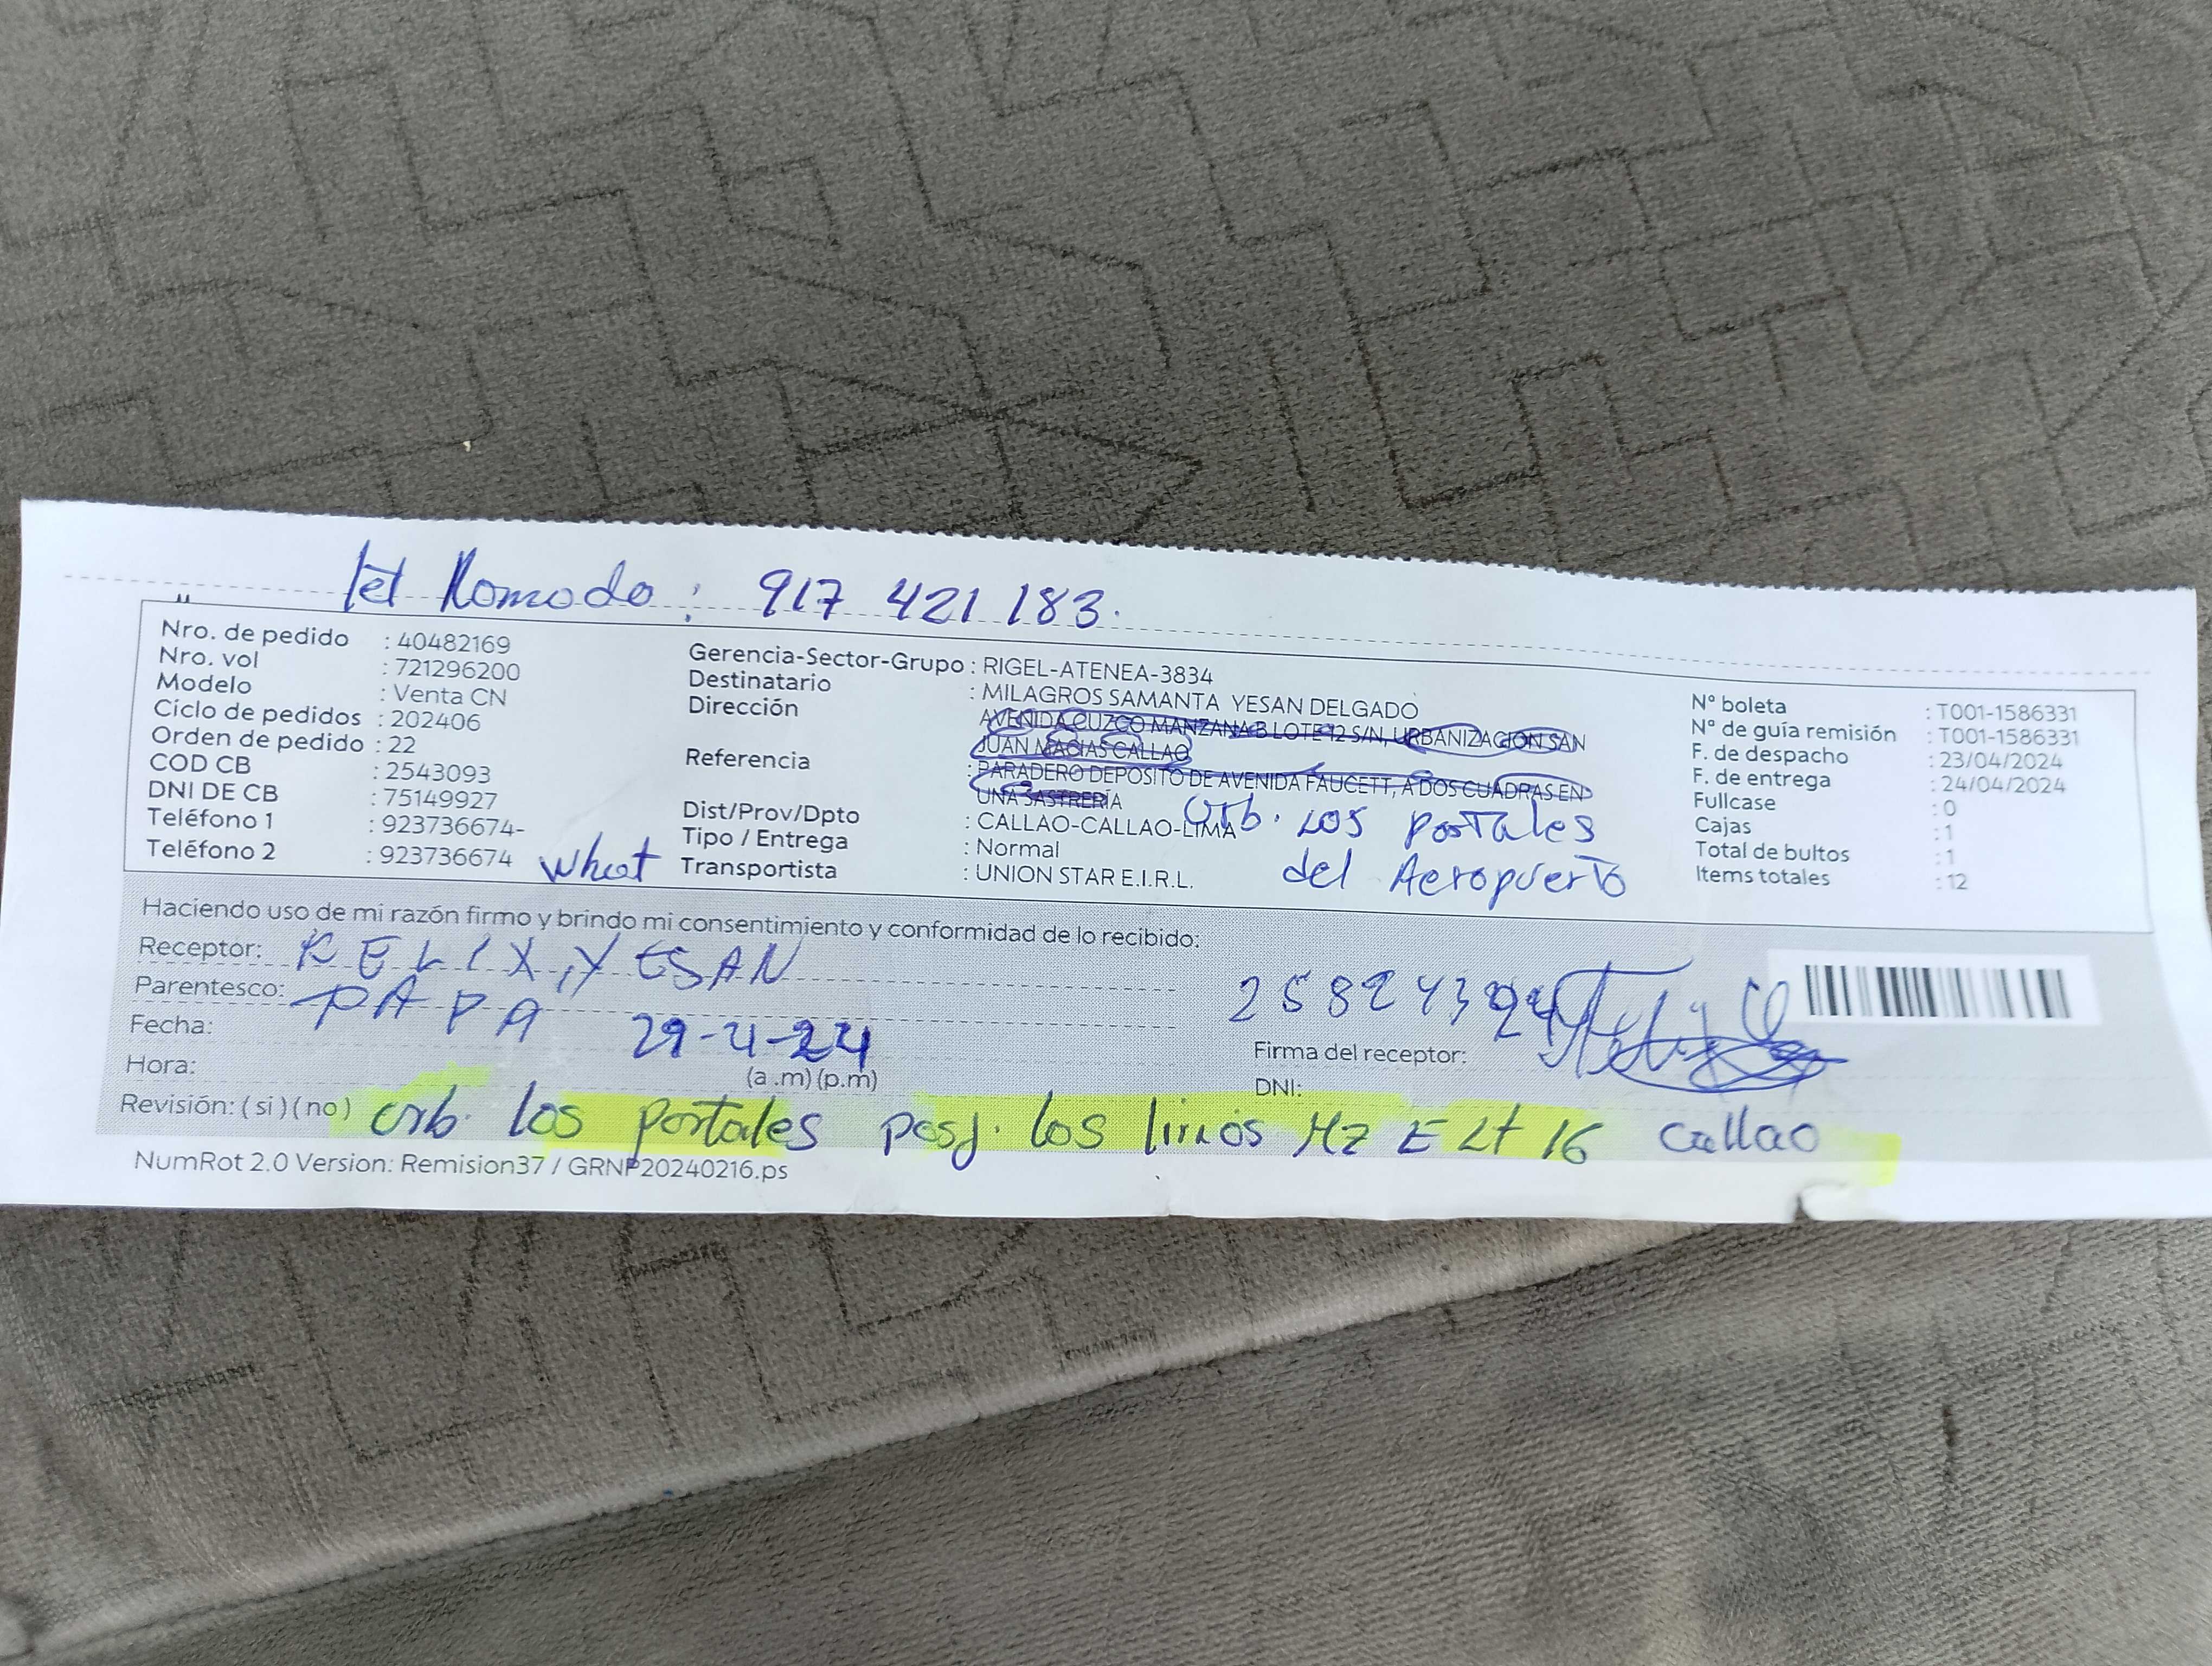 tel Komodo: 917 421 183.
Nro. de pedido : 40482169
Nro. vol : 721296200
Modelo : Venta CN
Ciclo de pedidos : 202406
Orden de pedido : 22
COD CB : 2543093
DNI DE CB : 75149927
Teléfono 1 : 923736674-
Teléfono 2 : 923736674 what
Gerencia-Sector-Grupo : RIGEL-ATENEA-3834
Destinatario : MILAGROS SAMANTA YESAN DELGADO
Dirección AVENIDA CUZCO MANZANA B LOTE 12 S/N, URBANIZACION SAN
JUAN MACIAS CALLAO
Referencia : PARADERO DEPOSITO DE AVENIDA FAUCETT, A DOS CUADRAS EN
UNA SASTRERÍA
Dist/Prov/Dpto : CALLAO-CALLAO-LIMA
Tipo / Entrega : Normal
Transportista : UNION STAR E.I.R.L.
Urb. Los Portales
del Aeropuerto
Nº boleta : T001-1586331
Nº de guía remisión : T001-1586331
F. de despacho : 23/04/2024
F. de entrega : 24/04/2024
Fullcase : 0
Cajas : 1
Total de bultos : 1
Items totales : 12
Haciendo uso de mi razón firmo y brindo mi consentimiento y conformidad de lo recibido:
Receptor: FELIX, YESAN
Parentesco: PAPA
Fecha: 29-4-24
Hora: (a .m) (p.m)
Firma del receptor:
DNI:
Revisión: ( si ) ( no ) Urb. los portales pasj. los lirios MZ E Lt 16 Callao
NumRot 2.0 Version: Remision37 / GRNP20240216.ps